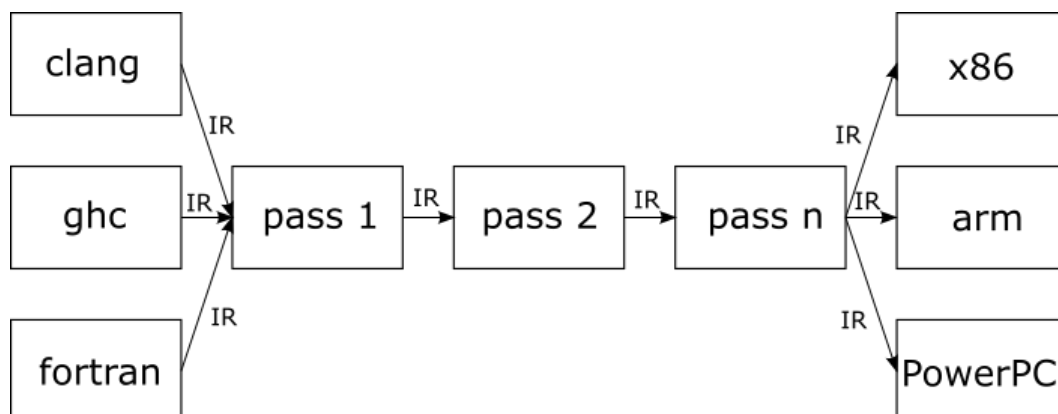 clang
x86
IR
IR
ghc
IR
pass 1
IR
pass 2
IR
pass n
IR
arm
IR
IR
fortran
PowerPC